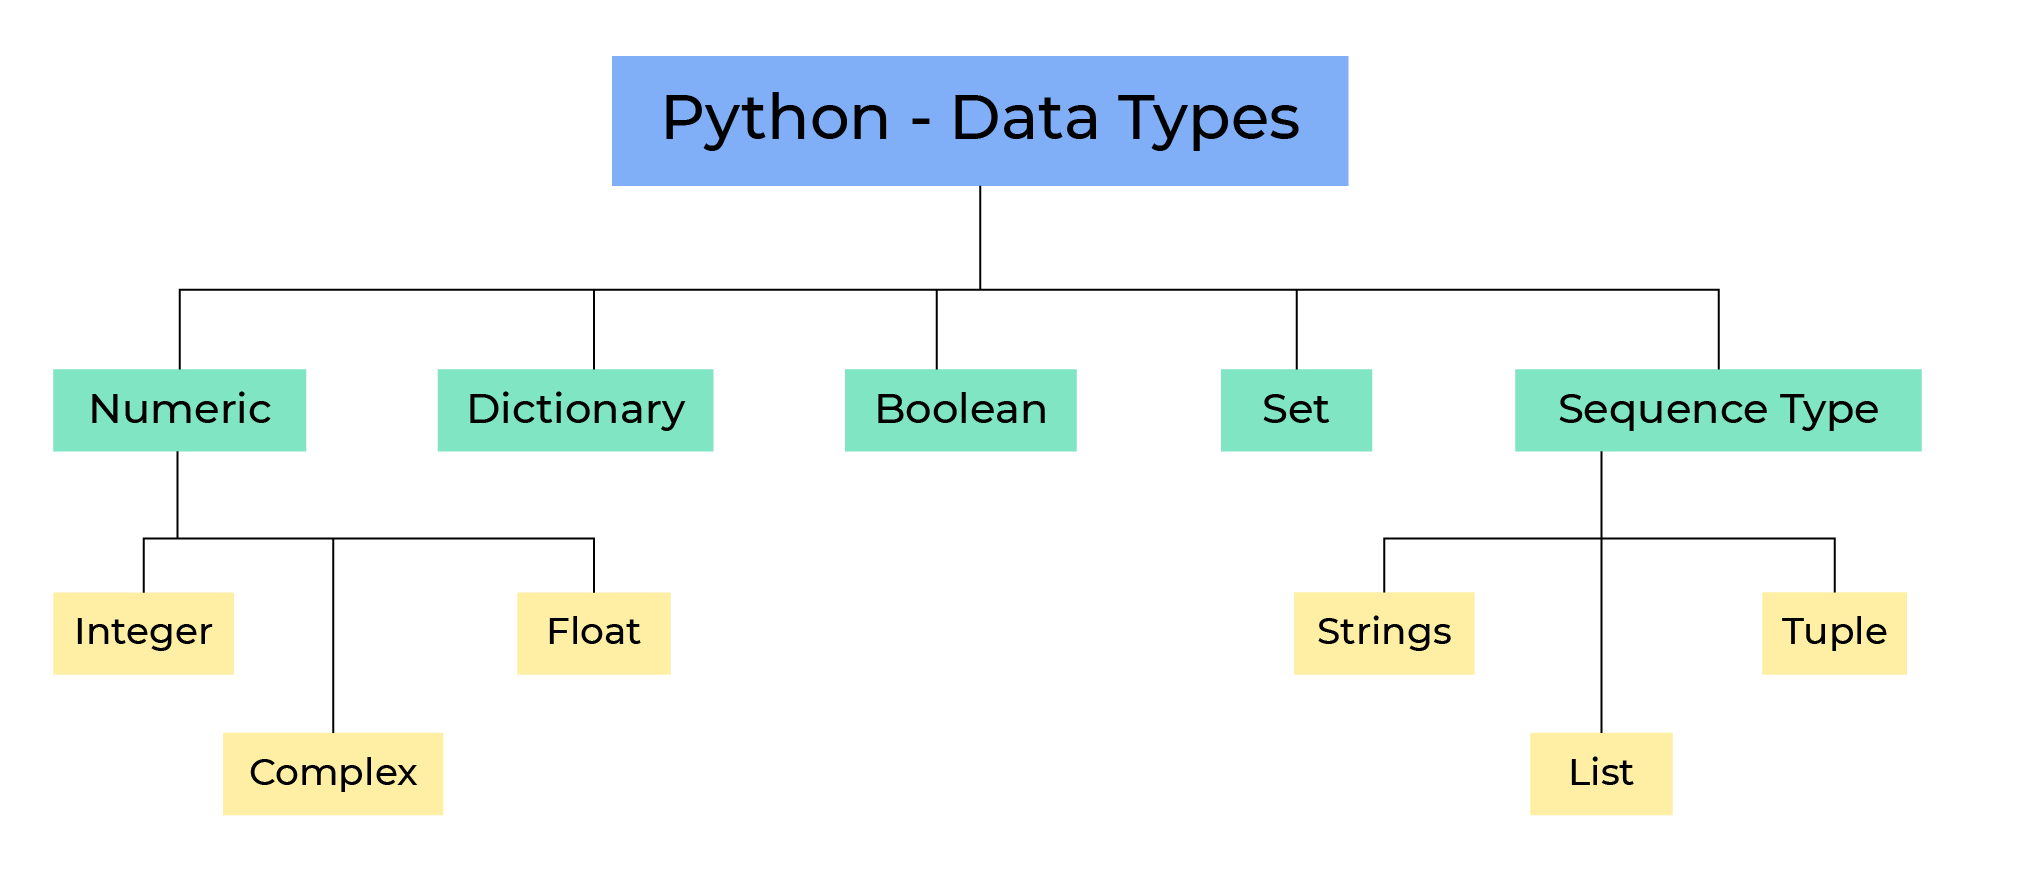 Python - Data Types
Numeric
Dictionary
Boolean
Set
Sequence Type
Integer
Float
Strings
Tuple
Complex
List